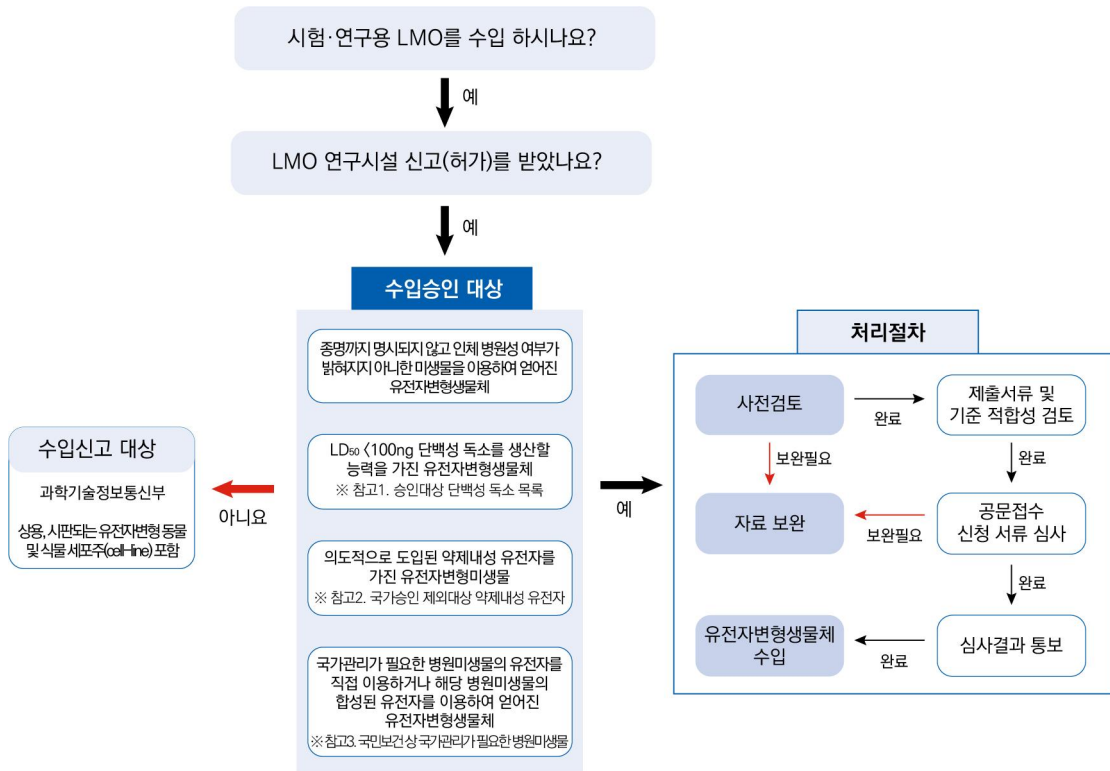 시험·연구용 LMO를 수입 하시나요?
예
LMO 연구시설 신고(허가)를 받았나요?
예
수입승인 대상
종명까지 명시되지 않고 인체 병원성 여부가
밝혀지지 아니한 미생물을 이용하여 얻어진
유전자변형생물체
LD₅₀ 〈100ng 단백성 독소를 생산할
능력을 가진 유전자변형생물체
※ 참고1. 승인대상 단백성 독소 목록
의도적으로 도입된 약제내성 유전자를
가진 유전자변형미생물
※ 참고2. 국가승인 제외대상 약제내성 유전자
국가관리가 필요한 병원미생물의 유전자를
직접 이용하거나 해당 병원미생물의
합성된 유전자를 이용하여 얻어진
유전자변형생물체
※ 참고3. 국민보건 상 국가관리가 필요한 병원미생물
아니요
수입신고 대상
과학기술정보통신부
상용, 시판되는 유전자변형 동물
및 식물 세포주(cell-line) 포함
예
처리절차
사전검토
완료
제출서류 및
기준 적합성 검토
보완필요
완료
자료 보완
보완필요
공문접수
신청 서류 심사
완료
유전자변형생물체
수입
완료
심사결과 통보